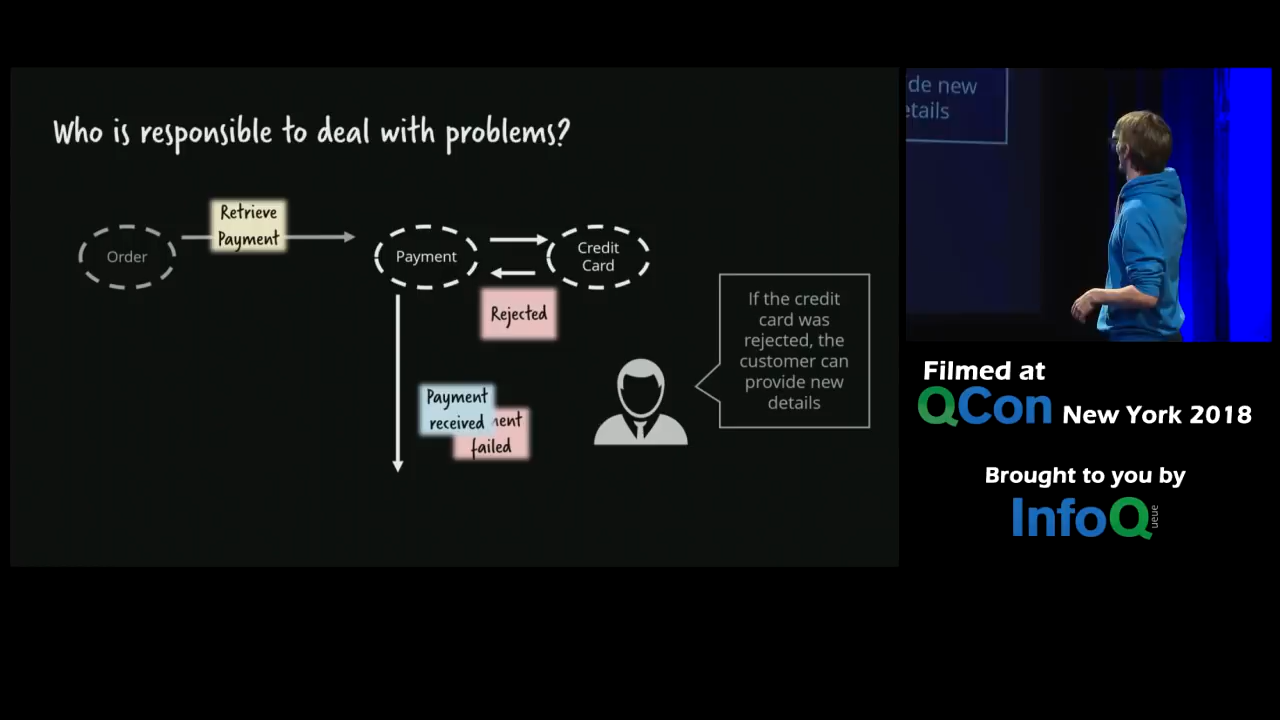 Who is responsible to deal with problems?
Retrieve
Payment
Order
Payment
Credit
Card
Rejected
If the credit
card was
rejected, the
customer can
provide new
details
Payment
received
failed
de new
etails
Filmed at
QCon New York 2018
Brought to you by
InfoQueue